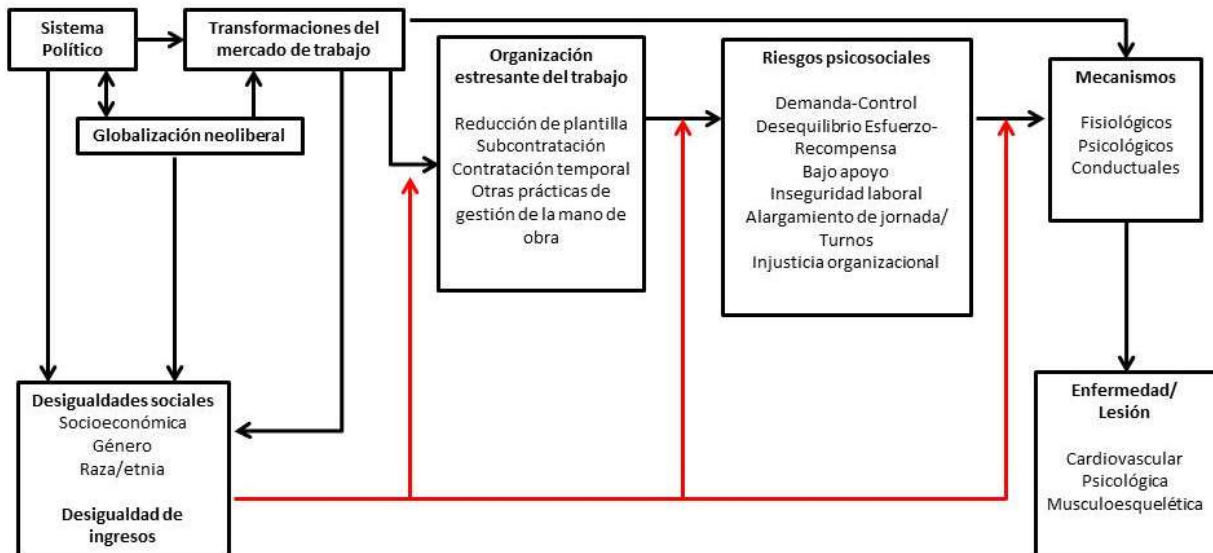 Sistema
Político
Transformaciones del
mercado de trabajo
Globalización neoliberal
Organización
estresante del trabajo
Reducción de plantilla
Subcontratación
Contratación temporal
Otras prácticas de
gestión de la mano de
obra
Riesgos psicosociales
Demanda-Control
Desequilibrio Esfuerzo-
Recompensa
Bajo apoyo
Inseguridad laboral
Alargamiento de jornada/
Turnos
Injusticia organizacional
Mecanismos
Fisiológicos
Psicológicos
Conductuales
Desigualdades sociales
Socioeconómica
Género
Raza/etnia
Desigualdad de
ingresos
Enfermedad/
Lesión
Cardiovascular
Psicológica
Musculoesquelética